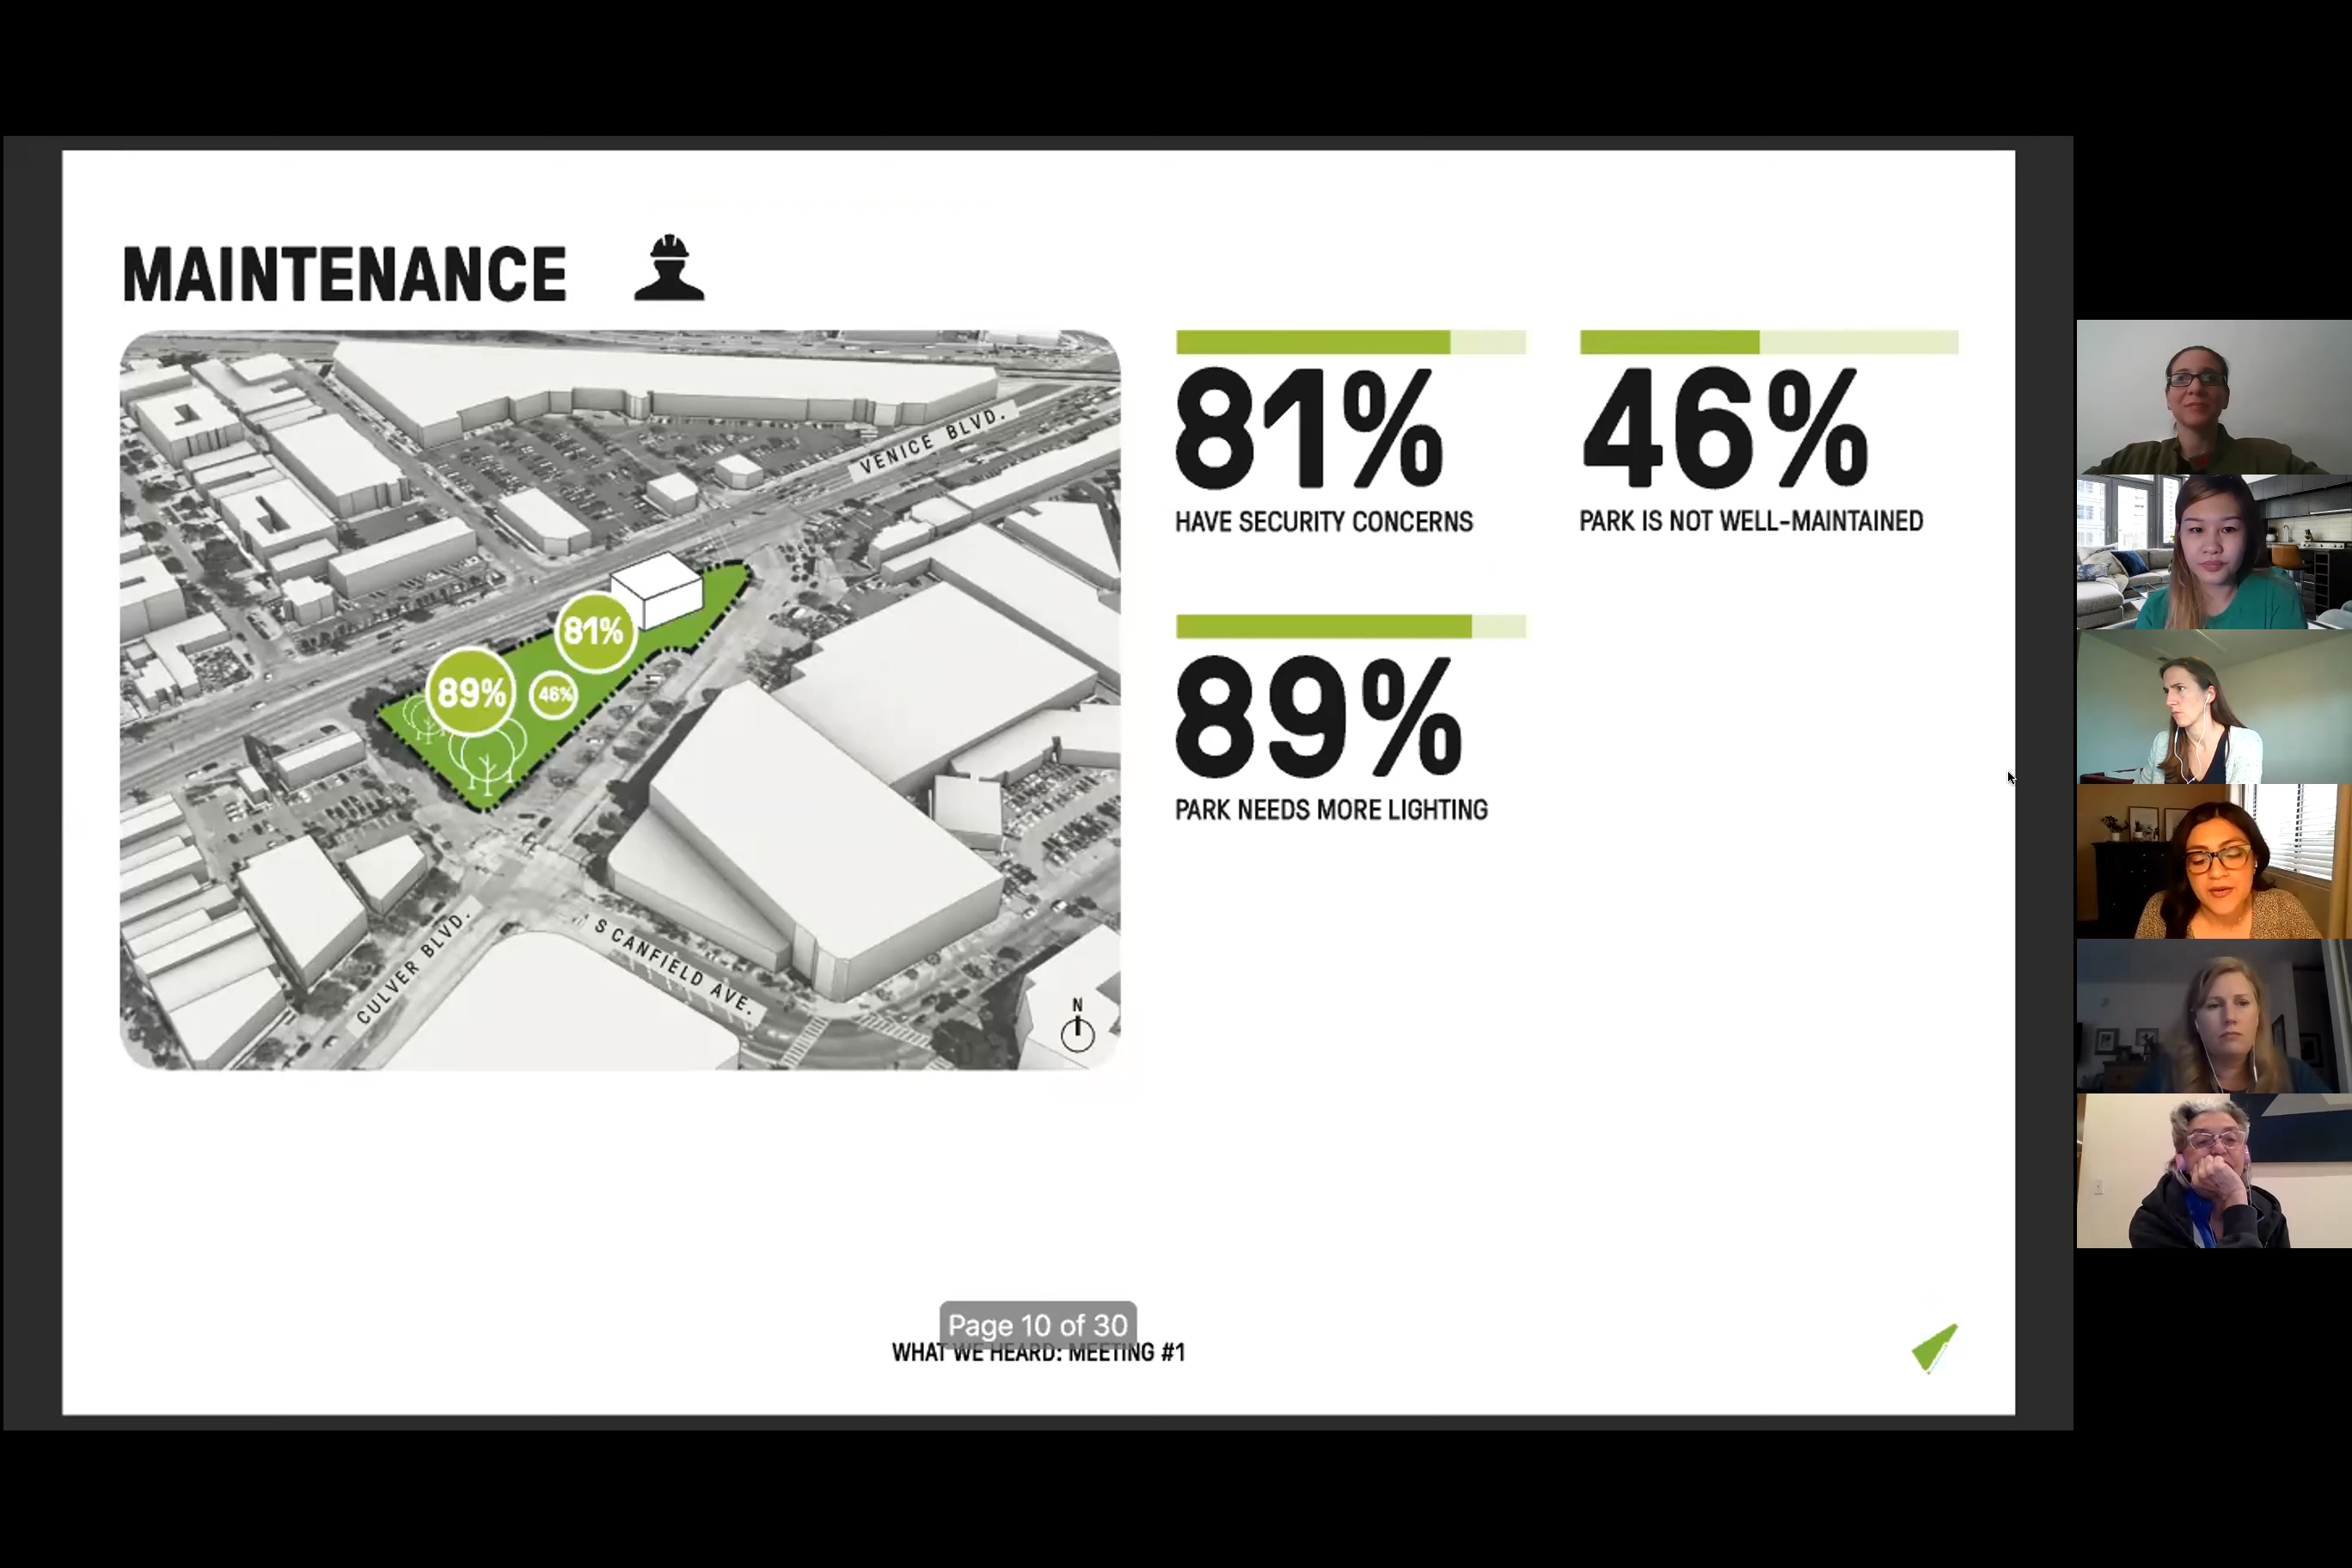 MAINTENANCE
VENICE BLVD.
81%
89%
46%
CULVER BLVD.
S CANFIELD AVE.
N
81%
HAVE SECURITY CONCERNS
46%
PARK IS NOT WELL-MAINTAINED
89%
PARK NEEDS MORE LIGHTING
Page 10 of 30
WHAT WE HEARD: MEETING #1